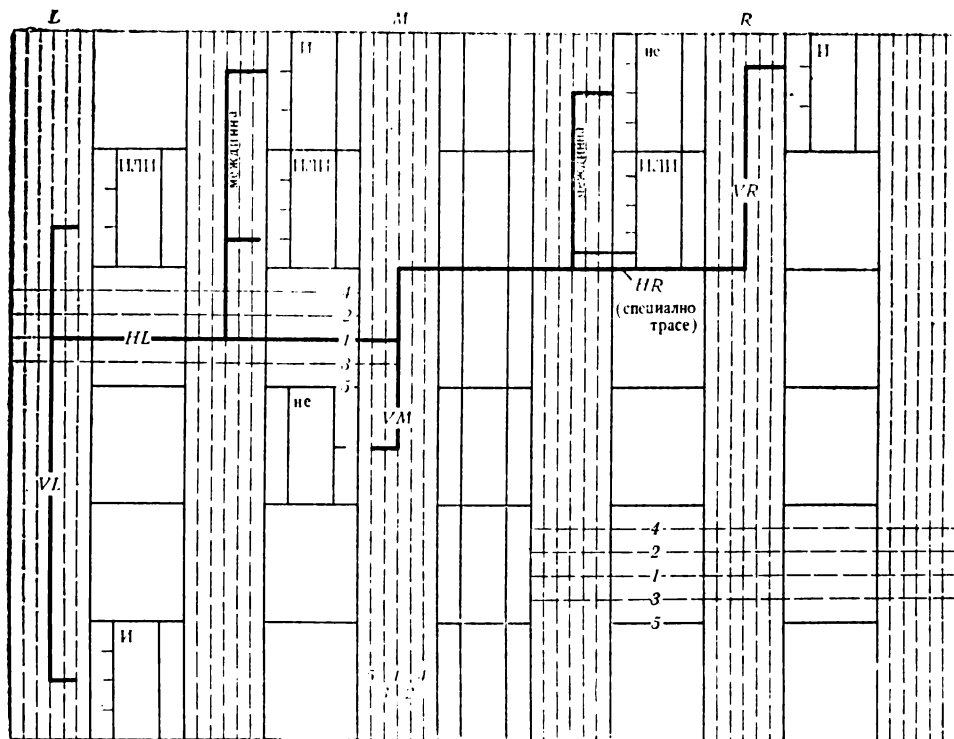 L M R
И не И
междинна
ИЛИ ИЛИ междинна ИЛИ
VR
4
2
HR
(специално
трасе)
HL 1
3
5
не
VM
VL
4
2
1
3
5
И